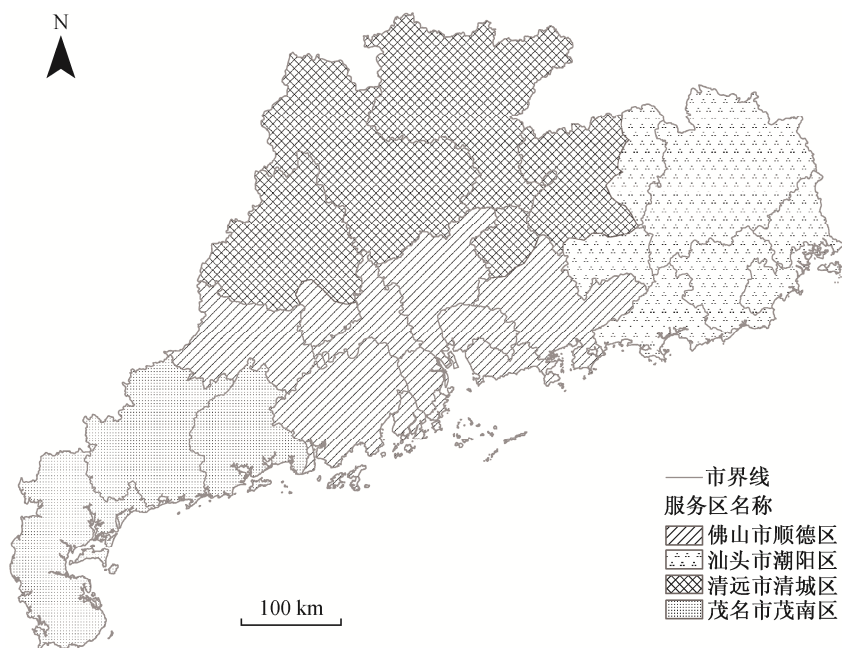 N
市界线
服务区名称
佛山市顺德区
汕头市潮阳区
清远市清城区
茂名市茂南区
100 km